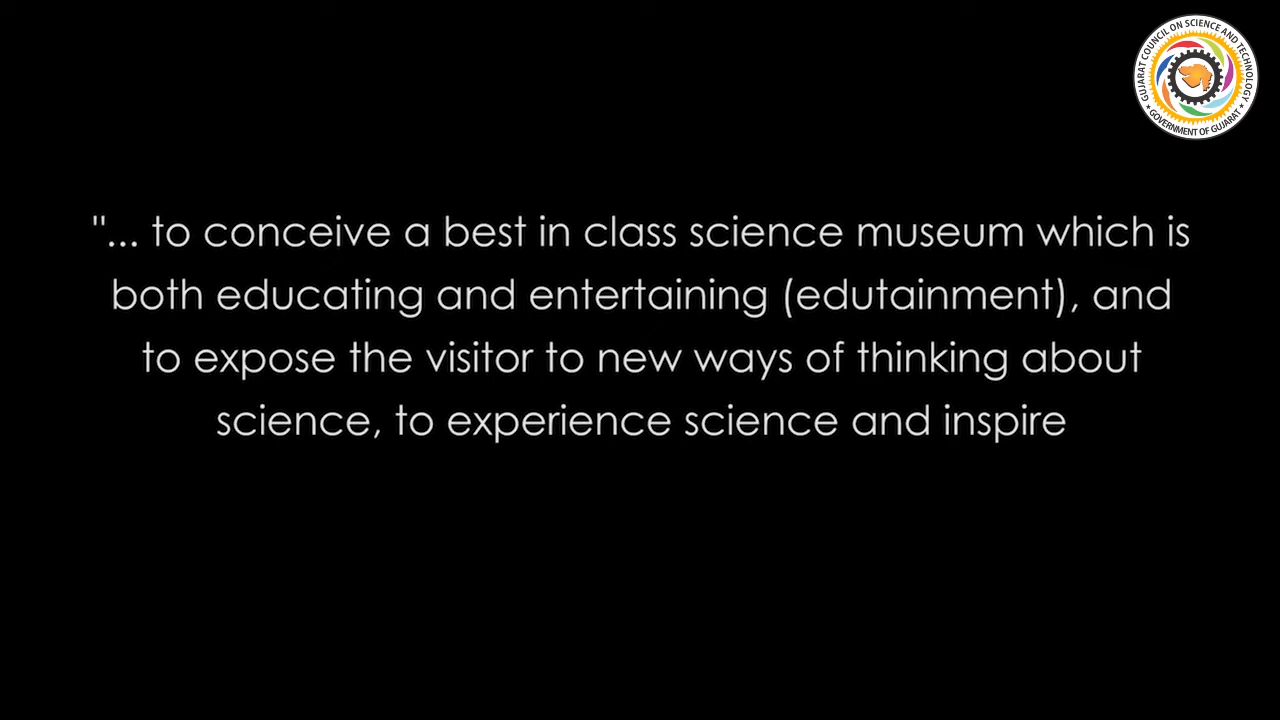 GUJARAT COUNCIL ON SCIENCE AND TECHNOLOGY
★ GOVERNMENT OF GUJARAT ★
"... to conceive a best in class science museum which is
both educating and entertaining (edutainment), and
to expose the visitor to new ways of thinking about
science, to experience science and inspire